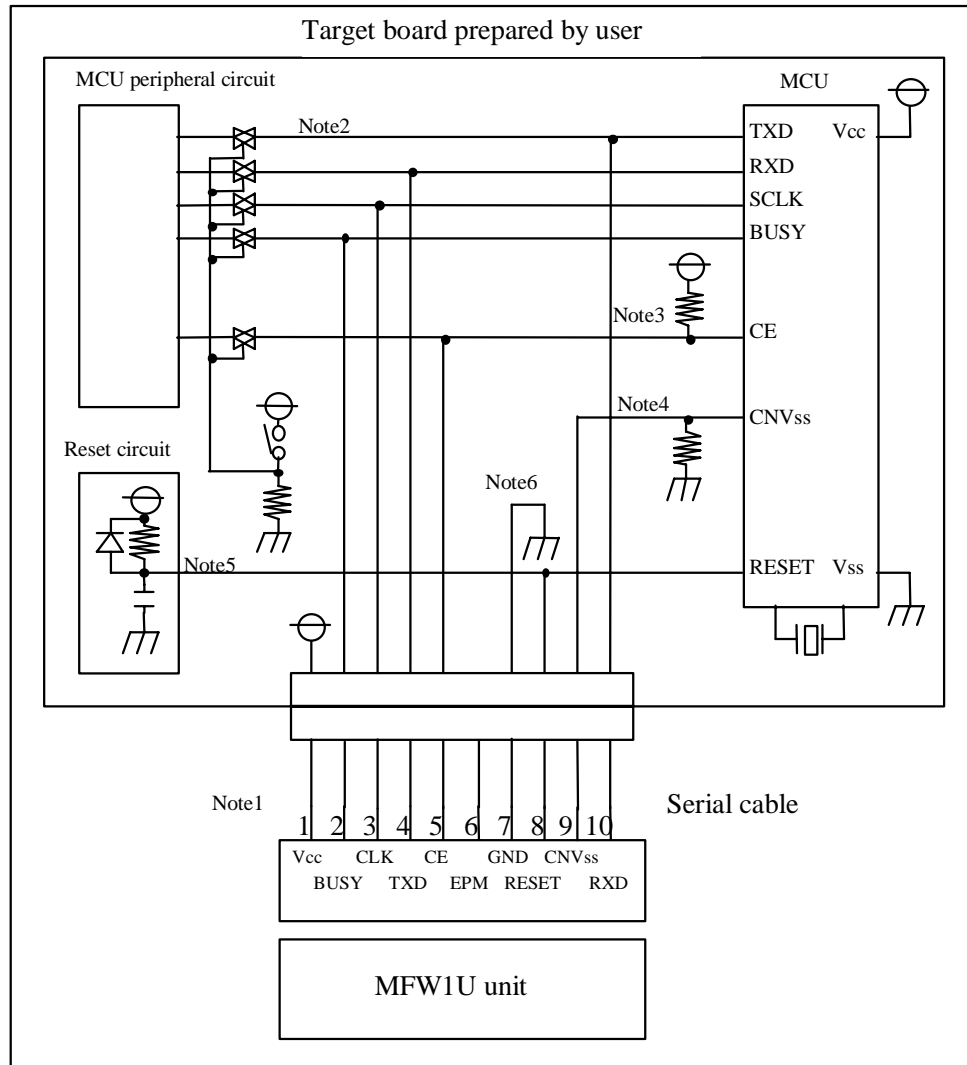 Target board prepared by user
MCU peripheral circuit
MCU
Note2
TXD
Vcc
RXD
SCLK
BUSY
Note3
CE
Note4
CNVss
Reset circuit
Note6
Note5
RESET
Vss
Note1
Serial cable
1 2 3 4 5 6 7 8 9 10
Vcc CLK CE GND CNVss
BUSY TXD EPM RESET RXD
MFW1U unit